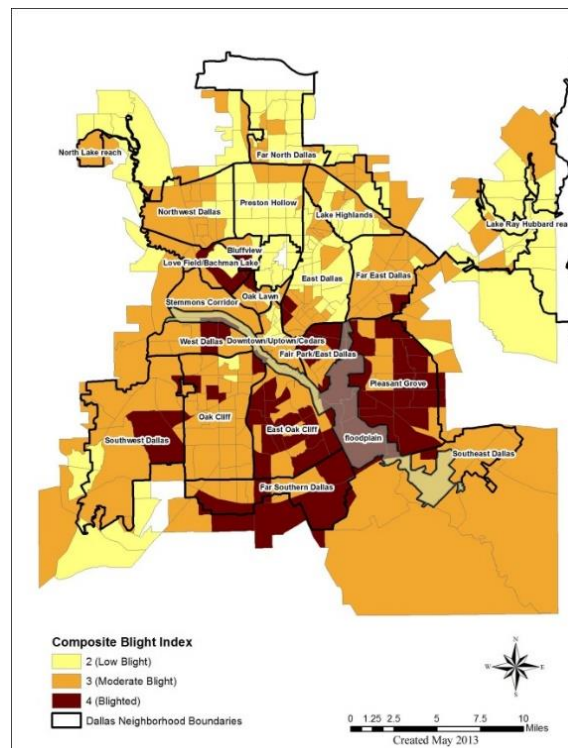 North Lake reach
Far North Dallas
Northwest Dallas
Preston Hollow
Lake Highlands
Lake Ray Hubbard rea
Bluffview
Love Field/Bachman Lake
East Dallas
Far East Dallas
Oak Lawn
Stemmons Corridor
West Dallas
Downtown/Uptown/Cedars
Fair Park/East Dallas
Pleasant Grove
Oak Cliff
Southwest Dallas
East Oak Cliff
floodplain
Southeast Dallas
Far Southern Dallas
Composite Blight Index
2 (Low Blight)
3 (Moderate Blight)
4 (Blighted)
Dallas Neighborhood Boundaries
N
W E
S
0 1.25 2.5 5 7.5 10
Miles
Created May 2013